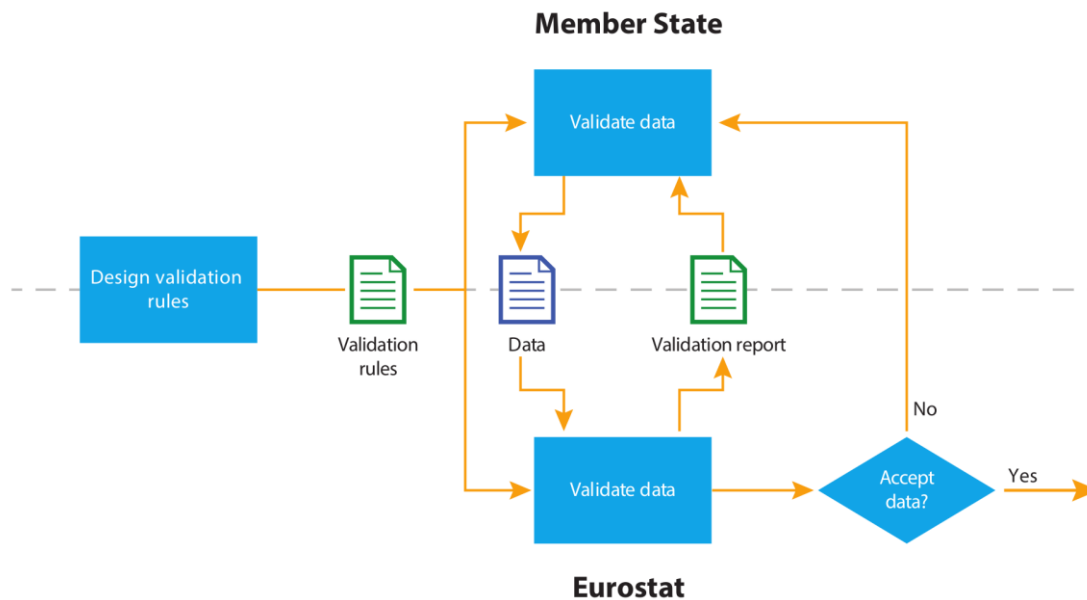 Member State
Validate data
Design validation
rules
Validation
rules
Data
Validation report
No
Validate data
Accept
data?
Yes
Eurostat